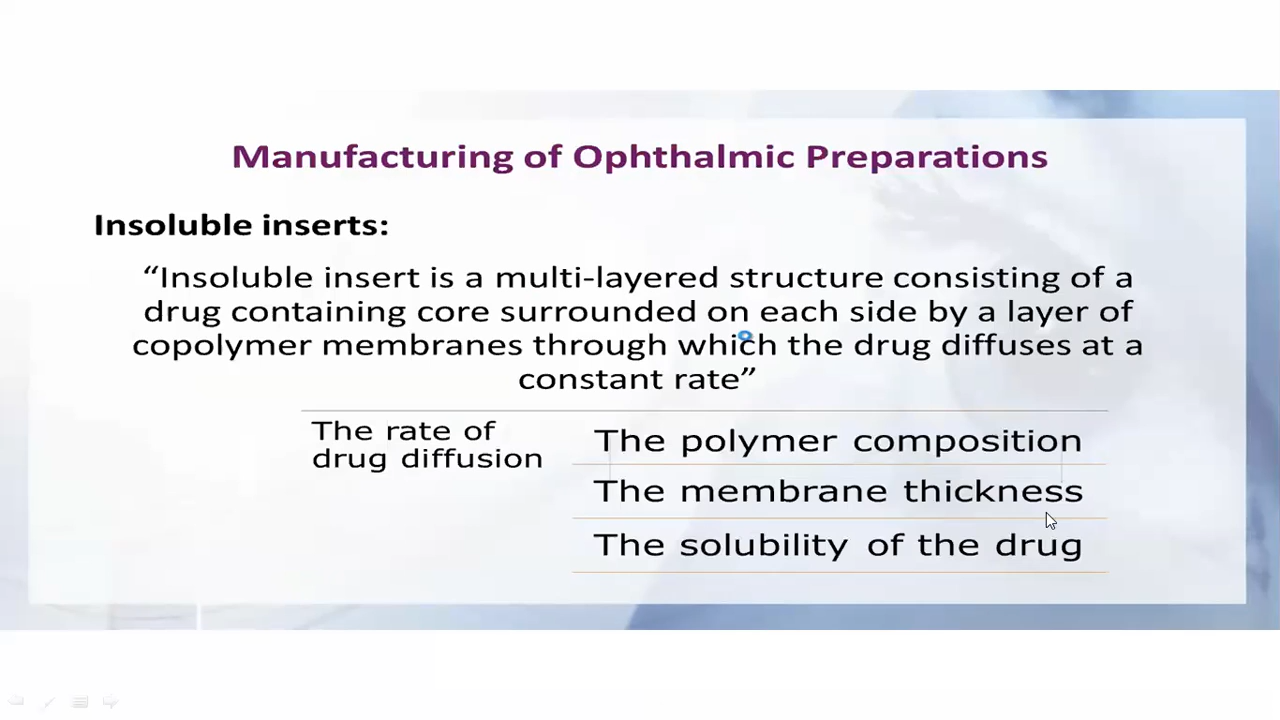 Manufacturing of Ophthalmic Preparations
Insoluble inserts:
“Insoluble insert is a multi-layered structure consisting of a
drug containing core surrounded on each side by a layer of
copolymer membranes through which the drug diffuses at a
constant rate”
The rate of
drug diffusion
The polymer composition
The membrane thickness
The solubility of the drug